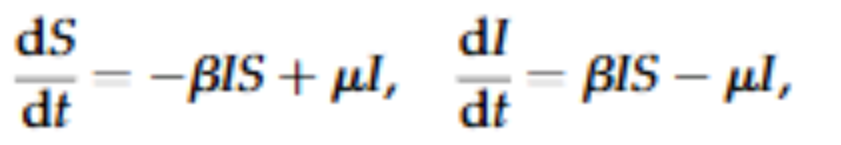 dS/dt = −βIS + μI, dI/dt = βIS − μI,